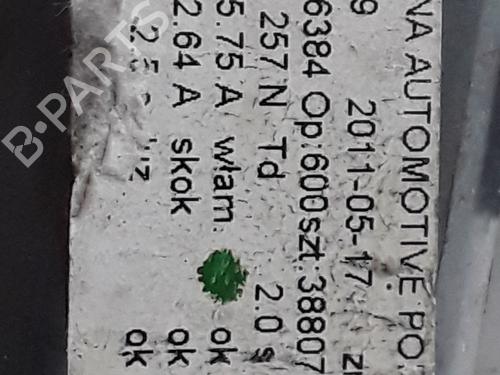 NA AUTOMOTIVE PO
9 2011-05-17
6384 Op:600szt:38807
257 N Td 2.0 s
5.75 A włam. ok
2.64 A skok ok
ok
B-PARTS